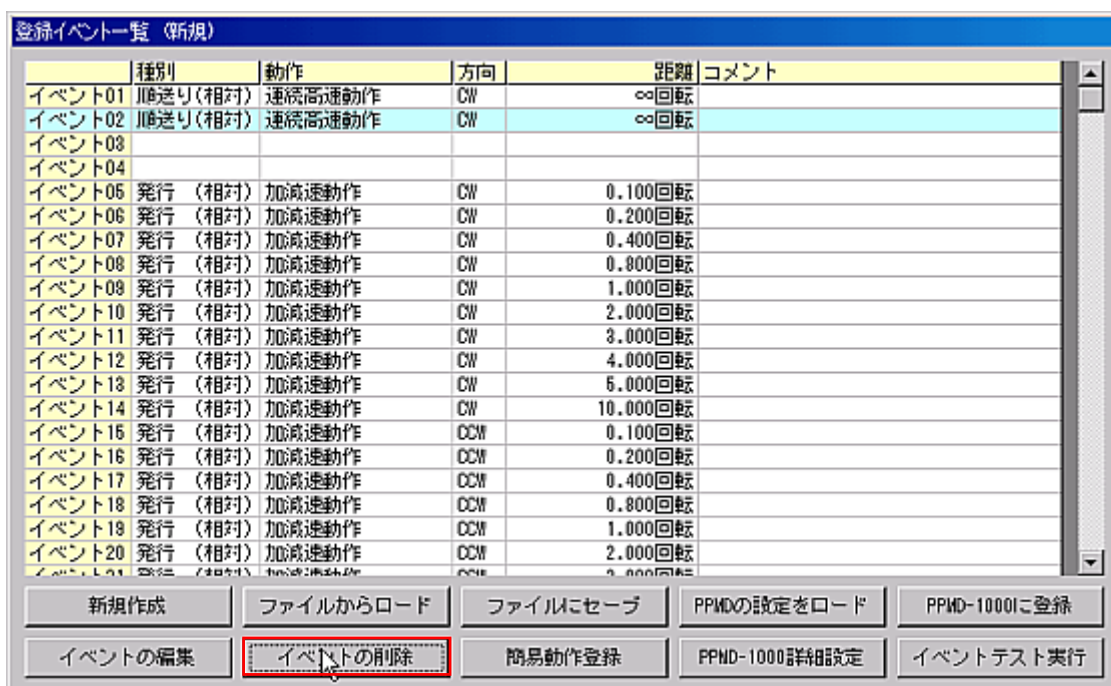 登録イベント一覧 (新規)
種別 動作 方向 距離 コメント
イベント01 順送り(相対) 連続高速動作 CW ∞回転
イベント02 順送り(相対) 連続高速動作 CW ∞回転
イベント03
イベント04
イベント05 発行 (相対) 加減速動作 CW 0.100回転
イベント06 発行 (相対) 加減速動作 CW 0.200回転
イベント07 発行 (相対) 加減速動作 CW 0.400回転
イベント08 発行 (相対) 加減速動作 CW 0.800回転
イベント09 発行 (相対) 加減速動作 CW 1.000回転
イベント10 発行 (相対) 加減速動作 CW 2.000回転
イベント11 発行 (相対) 加減速動作 CW 3.000回転
イベント12 発行 (相対) 加減速動作 CW 4.000回転
イベント13 発行 (相対) 加減速動作 CW 5.000回転
イベント14 発行 (相対) 加減速動作 CW 10.000回転
イベント15 発行 (相対) 加減速動作 CCW 0.100回転
イベント16 発行 (相対) 加減速動作 CCW 0.200回転
イベント17 発行 (相対) 加減速動作 CCW 0.400回転
イベント18 発行 (相対) 加減速動作 CCW 0.800回転
イベント19 発行 (相対) 加減速動作 CCW 1.000回転
イベント20 発行 (相対) 加減速動作 CCW 2.000回転
新規作成 ファイルからロード ファイルにセーブ PPMDの設定をロード PPMD-1000に登録
イベントの編集 イベントの削除 簡易動作登録 PPMD-1000詳細設定 イベントテスト実行